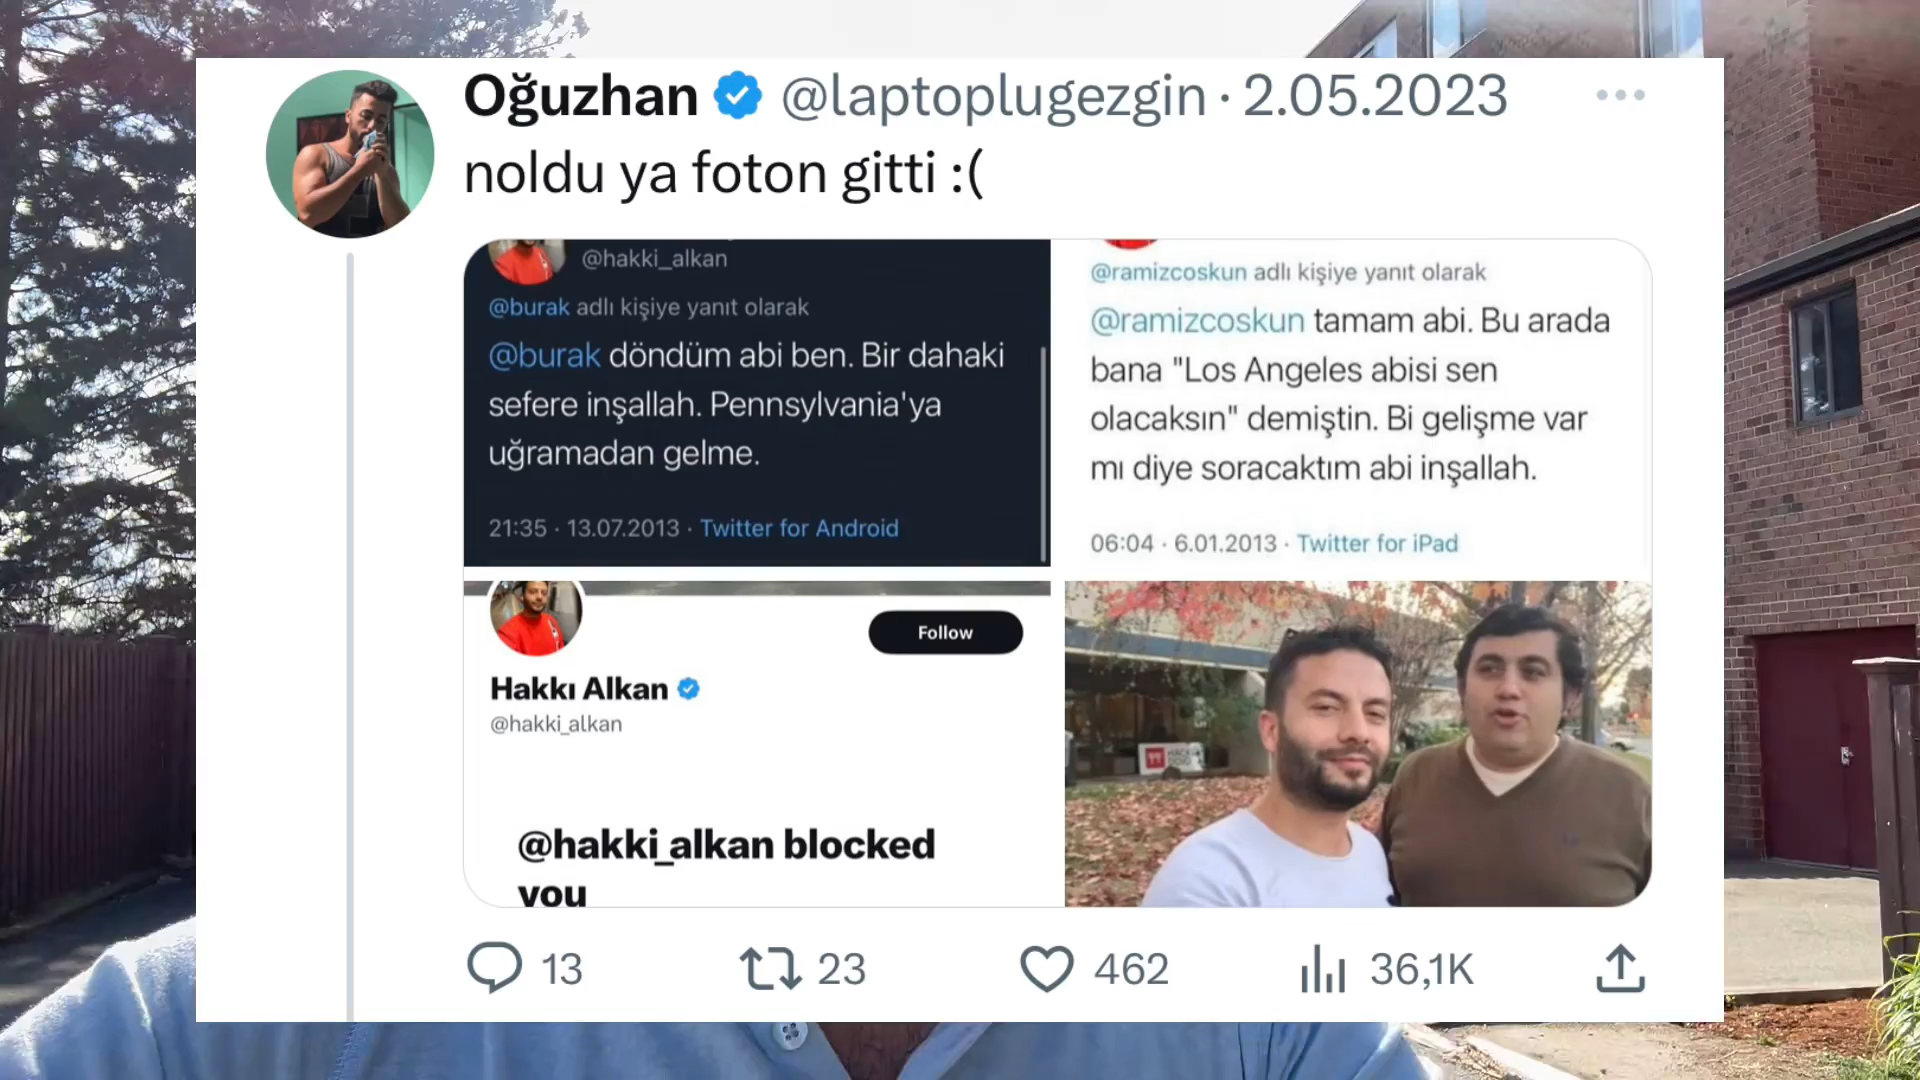 Oğuzhan @laptoplugezgin · 2.05.2023
noldu ya foton gitti :(
@hakki_alkan
@burak adlı kişiye yanıt olarak
@burak döndüm abi ben. Bir dahaki
sefere inşallah. Pennsylvania'ya
uğramadan gelme.
21:35 · 13.07.2013 · Twitter for Android
@ramizcoskun adlı kişiye yanıt olarak
@ramizcoskun tamam abi. Bu arada
bana "Los Angeles abisi sen
olacaksın" demiştin. Bi gelişme var
mı diye soracaktım abi inşallah.
06:04 · 6.01.2013 · Twitter for iPad
Follow
Hakkı Alkan
@hakki_alkan
@hakki_alkan blocked
you
13 23 462 36,1K